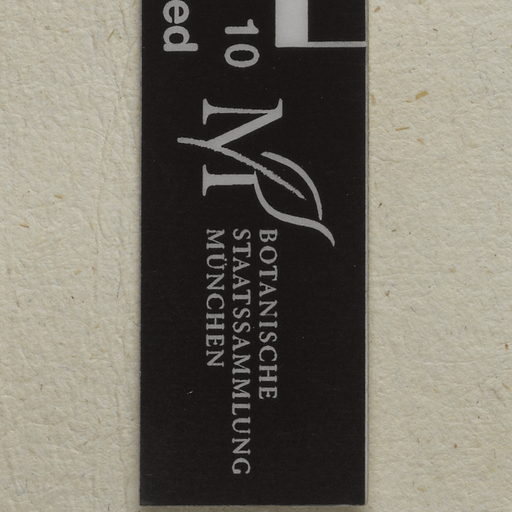 10
ed
M
BOTANISCHE
STAATSSAMMLUNG
MÜNCHEN